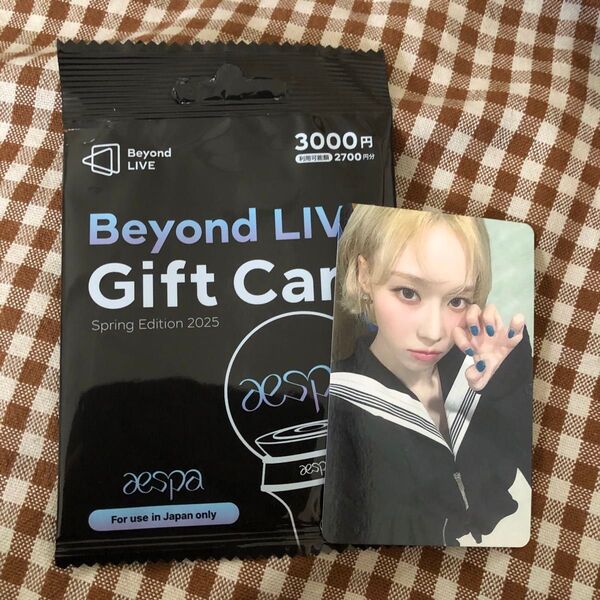 Beyond
LIVE
3000円
利用可能額 2700円分
Beyond LIV
Gift Car
Spring Edition 2025
aespa
aespa
aespa
For use in Japan only